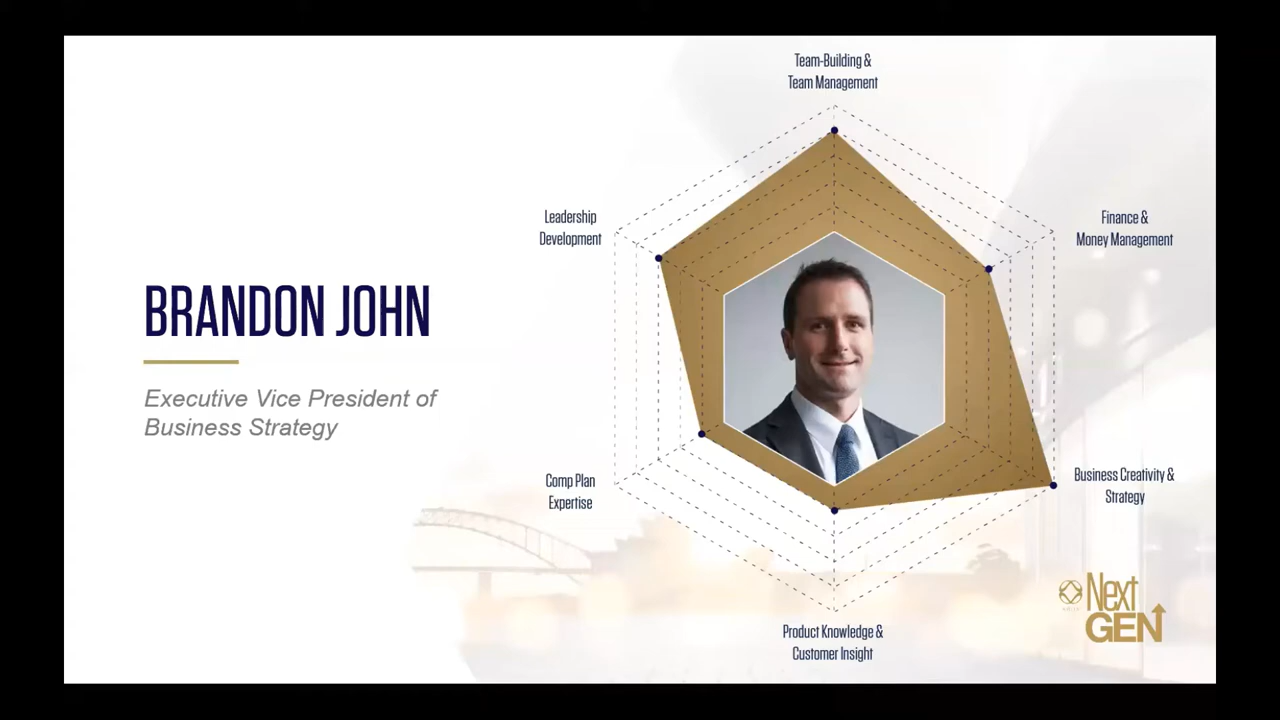 Team-Building &
Team Management
Leadership
Development
Finance &
Money Management
BRANDON JOHN
Executive Vice President of
Business Strategy
Comp Plan
Expertise
Business Creativity &
Strategy
Product Knowledge &
Customer Insight
Next
GEN